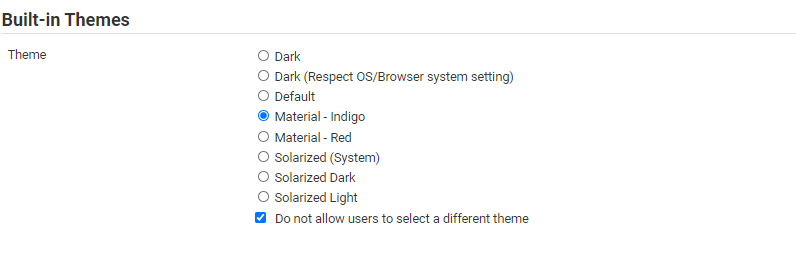 Built-in Themes
Theme
Dark
Dark (Respect OS/Browser system setting)
Default
Material - Indigo
Material - Red
Solarized (System)
Solarized Dark
Solarized Light
Do not allow users to select a different theme